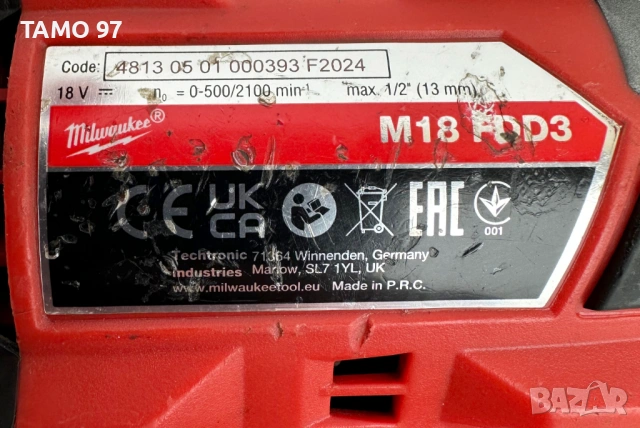 TAMO 97
Code: 4813 05 01 000393 F2024
18 V n₀ = 0-500/2100 min⁻¹ max. 1/2" (13 mm)
Milwaukee®
M18 FDD3
CE UKCA EAC
001
Techtronic 71364 Winnenden, Germany
Industries Marlow, SL7 1YL, UK
www.milwaukeetool.eu Made in P.R.C.
BAZAR